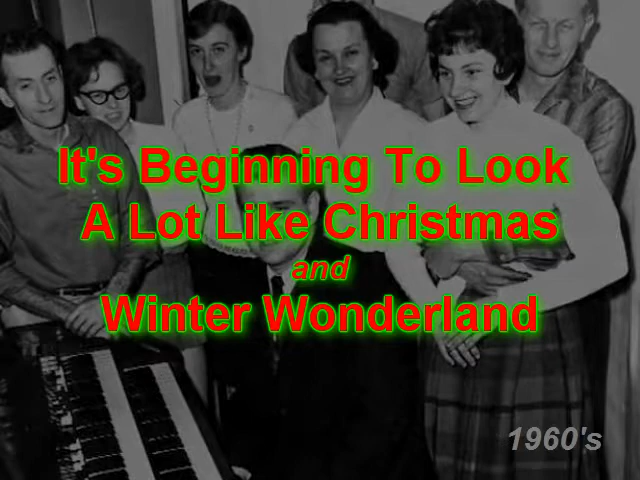 It's Beginning To Look
A Lot Like Christmas
and
Winter Wonderland
1960's